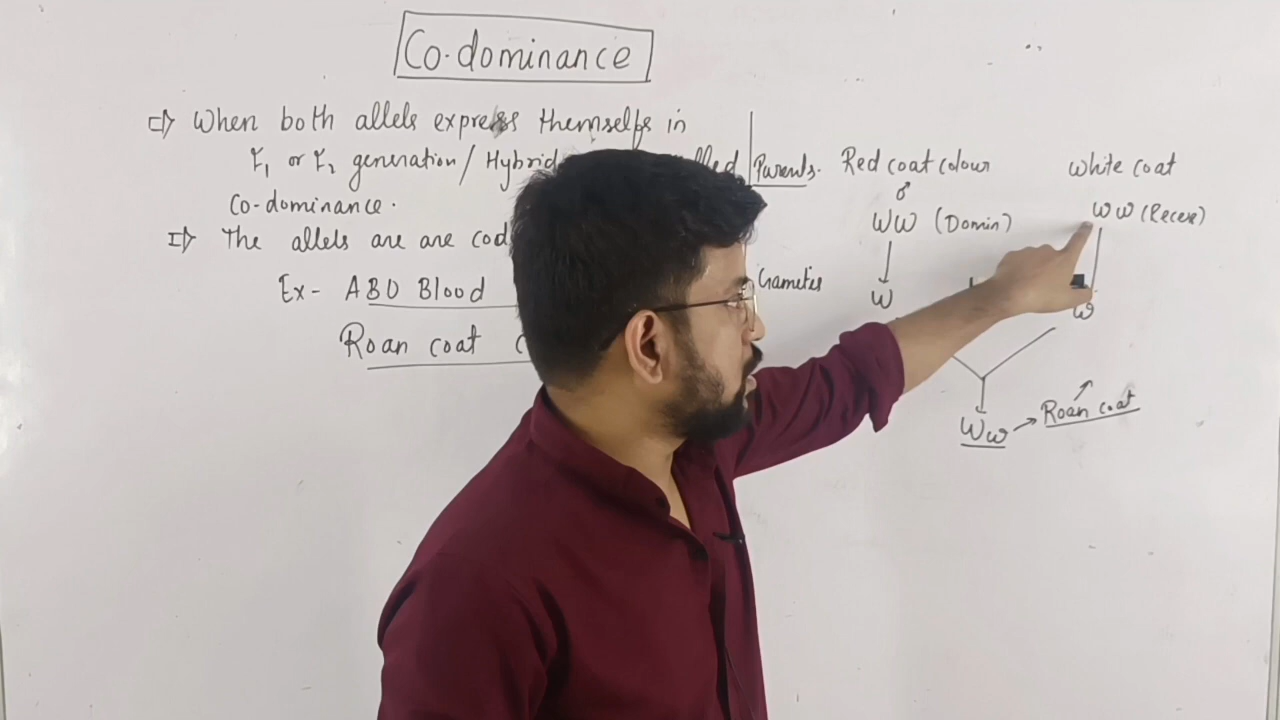 Co-dominance
⇒ When both allels express themselfs in
F1 or F2 generation / Hybrid
Co-dominance.
⇒ The allels are are cod
Ex- ABO Blood
Roan coat
Parents.
Red coat colour
♂
WW (Domin)
W
White coat
ww (Recese)
w
Gametes
Ww → Roan coat